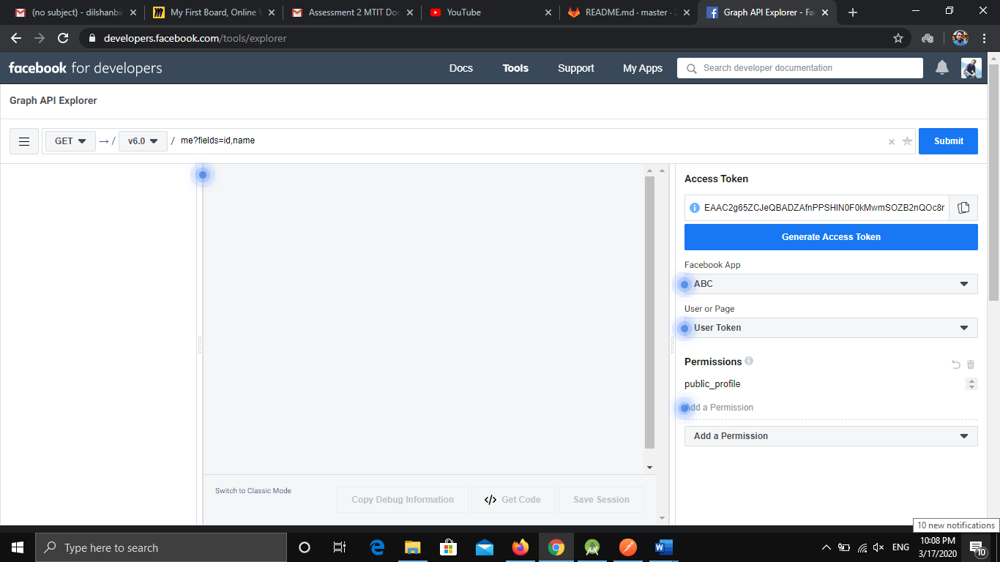 (no subject) - dilshanbin
My First Board, Online
Assessment 2 MTIT Doc
YouTube
README.md · master ·
Graph API Explorer - Fa
developers.facebook.com/tools/explorer
facebook for developers
Docs
Tools
Support
My Apps
Search developer documentation
Graph API Explorer
GET
→ /
v6.0
/
me?fields=id,name
Submit
Access Token
Generate Access Token
Facebook App
ABC
User or Page
User Token
Permissions
public_profile
Add a Permission
Add a Permission
Switch to Classic Mode
Copy Debug Information
</> Get Code
Save Session
10 new notifications
Type here to search
ENG
10:08 PM
3/17/2020
10